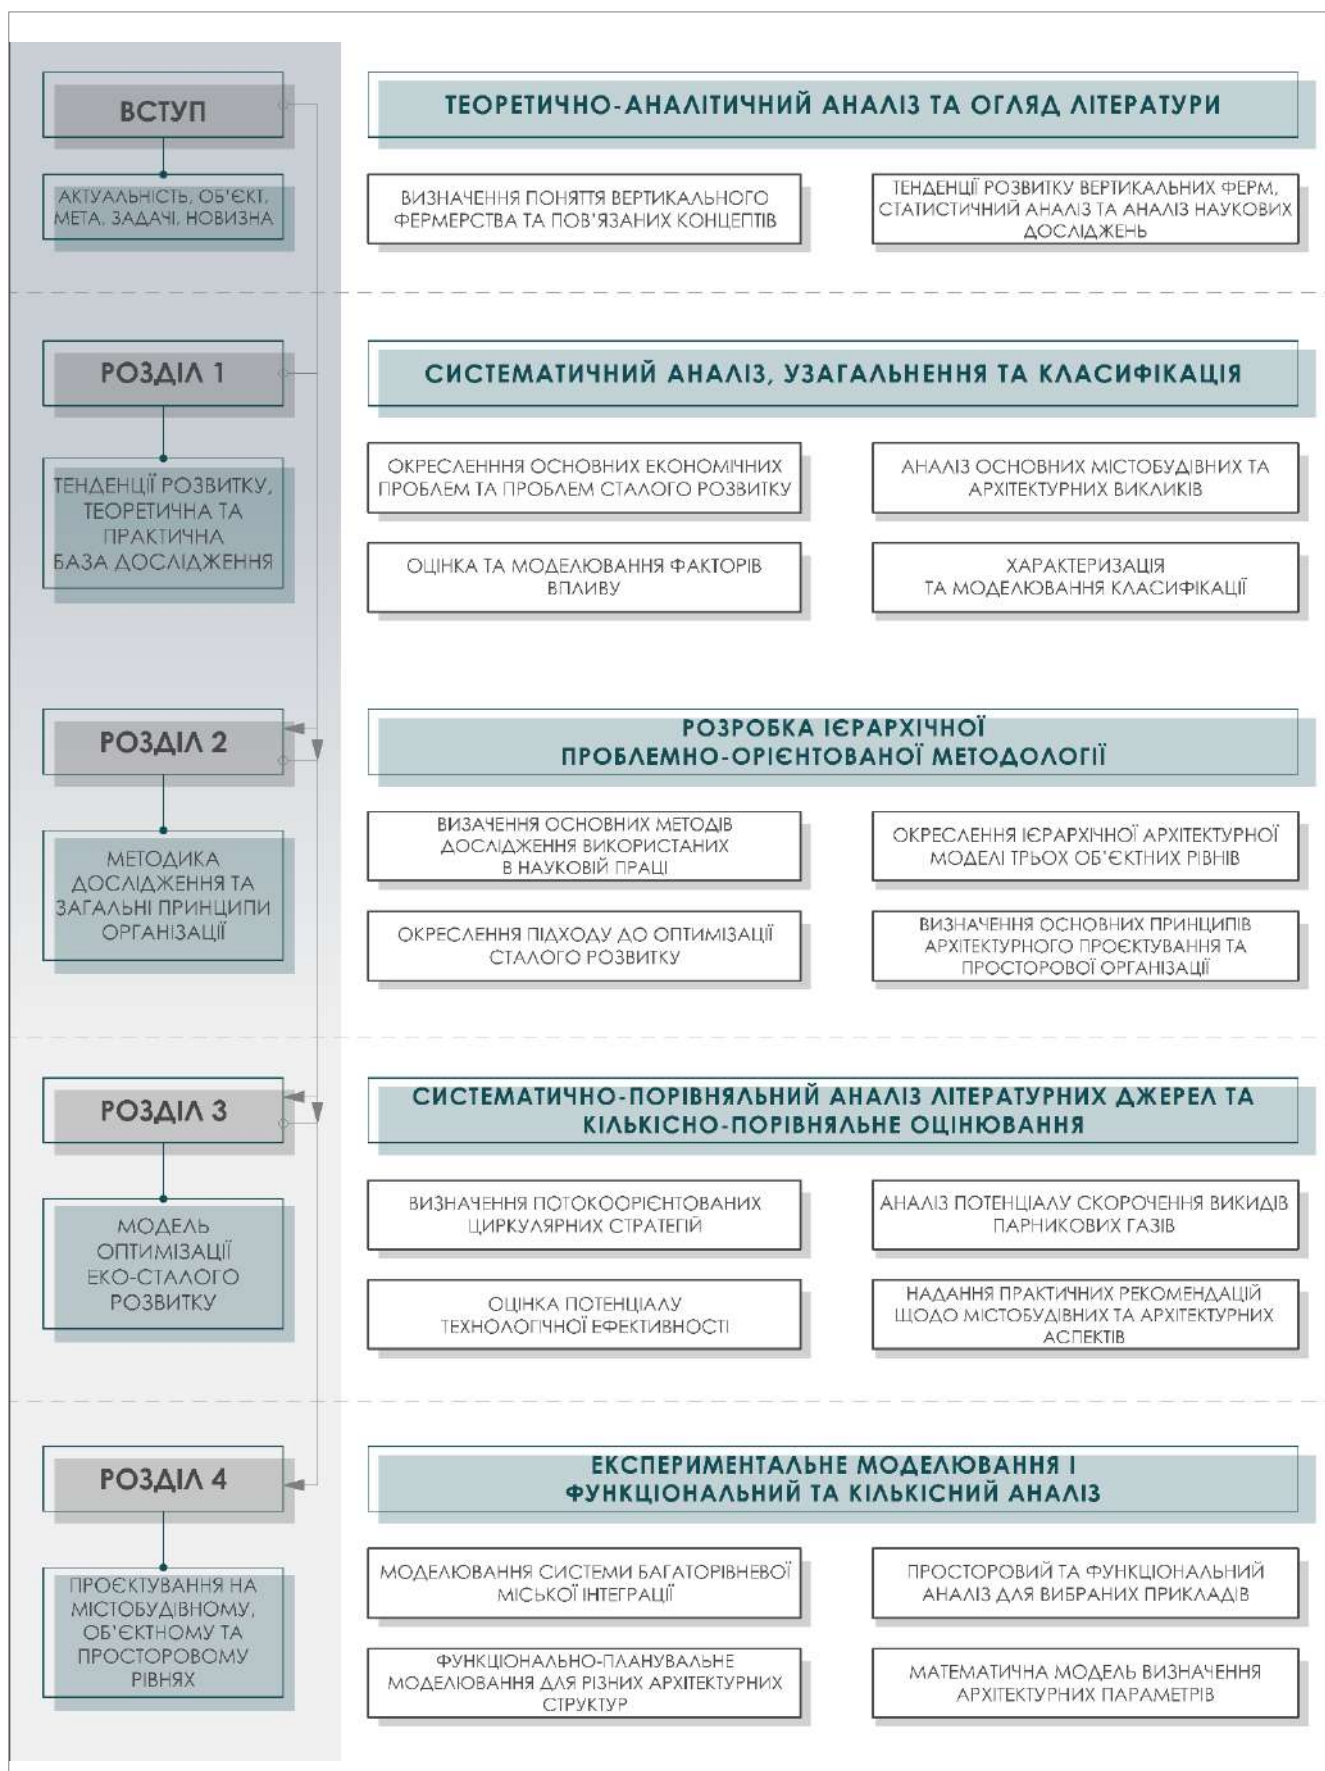 ВСТУП
АКТУАЛЬНІСТЬ, ОБ'ЄКТ,
МЕТА, ЗАДАЧІ, НОВИЗНА
ТЕОРЕТИЧНО-АНАЛІТИЧНИЙ АНАЛІЗ ТА ОГЛЯД ЛІТЕРАТУРИ
ВИЗНАЧЕННЯ ПОНЯТТЯ ВЕРТИКАЛЬНОГО
ФЕРМЕРСТВА ТА ПОВ'ЯЗАНИХ КОНЦЕПТІВ
ТЕНДЕНЦІЇ РОЗВИТКУ ВЕРТИКАЛЬНИХ ФЕРМ,
СТАТИСТИЧНИЙ АНАЛІЗ ТА АНАЛІЗ НАУКОВИХ
ДОСЛІДЖЕНЬ
РОЗДІЛ 1
ТЕНДЕНЦІЇ РОЗВИТКУ,
ТЕОРЕТИЧНА ТА
ПРАКТИЧНА
БАЗА ДОСЛІДЖЕННЯ
СИСТЕМАТИЧНИЙ АНАЛІЗ, УЗАГАЛЬНЕННЯ ТА КЛАСИФІКАЦІЯ
ОКРЕСЛЕНННЯ ОСНОВНИХ ЕКОНОМІЧНИХ
ПРОБЛЕМ ТА ПРОБЛЕМ СТАЛОГО РОЗВИТКУ
АНАЛІЗ ОСНОВНИХ МІСТОБУДІВНИХ ТА
АРХІТЕКТУРНИХ ВИКЛИКІВ
ОЦІНКА ТА МОДЕЛЮВАННЯ ФАКТОРІВ
ВПЛИВУ
ХАРАКТЕРИЗАЦІЯ
ТА МОДЕЛЮВАННЯ КЛАСИФІКАЦІЇ
РОЗДІЛ 2
МЕТОДИКА
ДОСЛІДЖЕННЯ ТА
ЗАГАЛЬНІ ПРИНЦИПИ
ОРГАНІЗАЦІЇ
РОЗРОБКА ІЄРАРХІЧНОЇ
ПРОБЛЕМНО-ОРІЄНТОВАНОЇ МЕТОДОЛОГІЇ
ВИЗАЧЕННЯ ОСНОВНИХ МЕТОДІВ
ДОСЛІДЖЕННЯ ВИКОРИСТАНИХ
В НАУКОВІЙ ПРАЦІ
ОКРЕСЛЕННЯ ІЄРАРХІЧНОЇ АРХІТЕКТУРНОЇ
МОДЕЛІ ТРЬОХ ОБ'ЄКТНИХ РІВНІВ
ОКРЕСЛЕННЯ ПІДХОДУ ДО ОПТИМІЗАЦІЇ
СТАЛОГО РОЗВИТКУ
ВИЗНАЧЕННЯ ОСНОВНИХ ПРИНЦИПІВ
АРХІТЕКТУРНОГО ПРОЄКТУВАННЯ ТА
ПРОСТОРОВОЇ ОРГАНІЗАЦІЇ
РОЗДІЛ 3
МОДЕЛЬ
ОПТИМІЗАЦІЇ
ЕКО-СТАЛОГО
РОЗВИТКУ
СИСТЕМАТИЧНО-ПОРІВНЯЛЬНИЙ АНАЛІЗ ЛІТЕРАТУРНИХ ДЖЕРЕЛ ТА
КІЛЬКІСНО-ПОРІВНЯЛЬНЕ ОЦІНЮВАННЯ
ВИЗНАЧЕННЯ ПОТОКООРІЄНТОВАНИХ
ЦИРКУЛЯРНИХ СТРАТЕГІЙ
АНАЛІЗ ПОТЕНЦІАЛУ СКОРОЧЕННЯ ВИКИДІВ
ПАРНИКОВИХ ГАЗІВ
ОЦІНКА ПОТЕНЦІАЛУ
ТЕХНОЛОГІЧНОЇ ЕФЕКТИВНОСТІ
НАДАННЯ ПРАКТИЧНИХ РЕКОМЕНДАЦІЙ
ЩОДО МІСТОБУДІВНИХ ТА АРХІТЕКТУРНИХ
АСПЕКТІВ
РОЗДІЛ 4
ПРОЄКТУВАННЯ НА
МІСТОБУДІВНОМУ,
ОБ'ЄКТНОМУ ТА
ПРОСТОРОВОМУ
РІВНЯХ
ЕКСПЕРИМЕНТАЛЬНЕ МОДЕЛЮВАННЯ І
ФУНКЦІОНАЛЬНИЙ ТА КІЛЬКІСНИЙ АНАЛІЗ
МОДЕЛЮВАННЯ СИСТЕМИ БАГАТОРІВНЕВОЇ
МІСЬКОЇ ІНТЕГРАЦІЇ
ПРОСТОРОВИЙ ТА ФУНКЦІОНАЛЬНИЙ
АНАЛІЗ ДЛЯ ВИБРАНИХ ПРИКЛАДІВ
ФУНКЦІОНАЛЬНО-ПЛАНУВАЛЬНЕ
МОДЕЛЮВАННЯ ДЛЯ РІЗНИХ АРХІТЕКТУРНИХ
СТРУКТУР
МАТЕМАТИЧНА МОДЕЛЬ ВИЗНАЧЕННЯ
АРХІТЕКТУРНИХ ПАРАМЕТРІВ